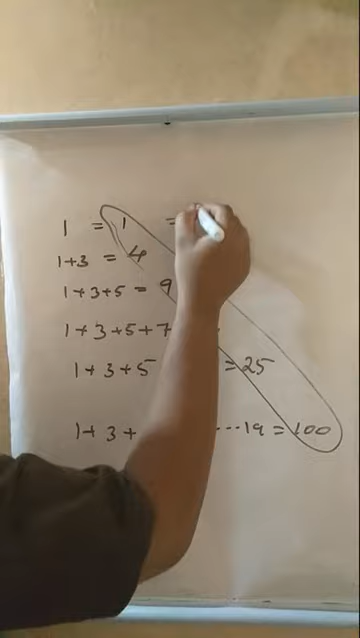 1 = 1 =
1+3 = 4
1+3+5 = 9
1+3+5+7
1+3+5 = 25
1+3+ ...19 = 100